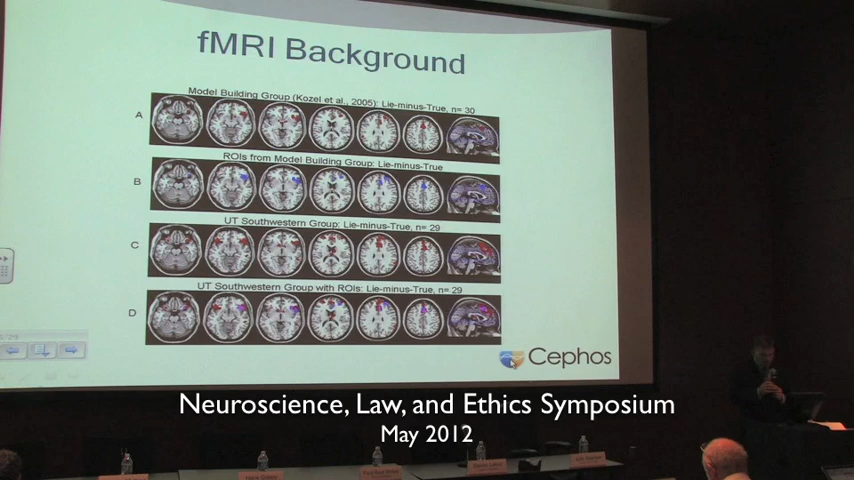 fMRI Background
Model Building Group (Kozel et al., 2005): Lie-minus-True, n= 30
A
ROIs from Model Building Group: Lie-minus-True
B
UT Southwestern Group: Lie-minus-True, n= 29
C
UT Southwestern Group with ROIs: Lie-minus-True, n= 29
D
Cephos
Neuroscience, Law, and Ethics Symposium
May 2012